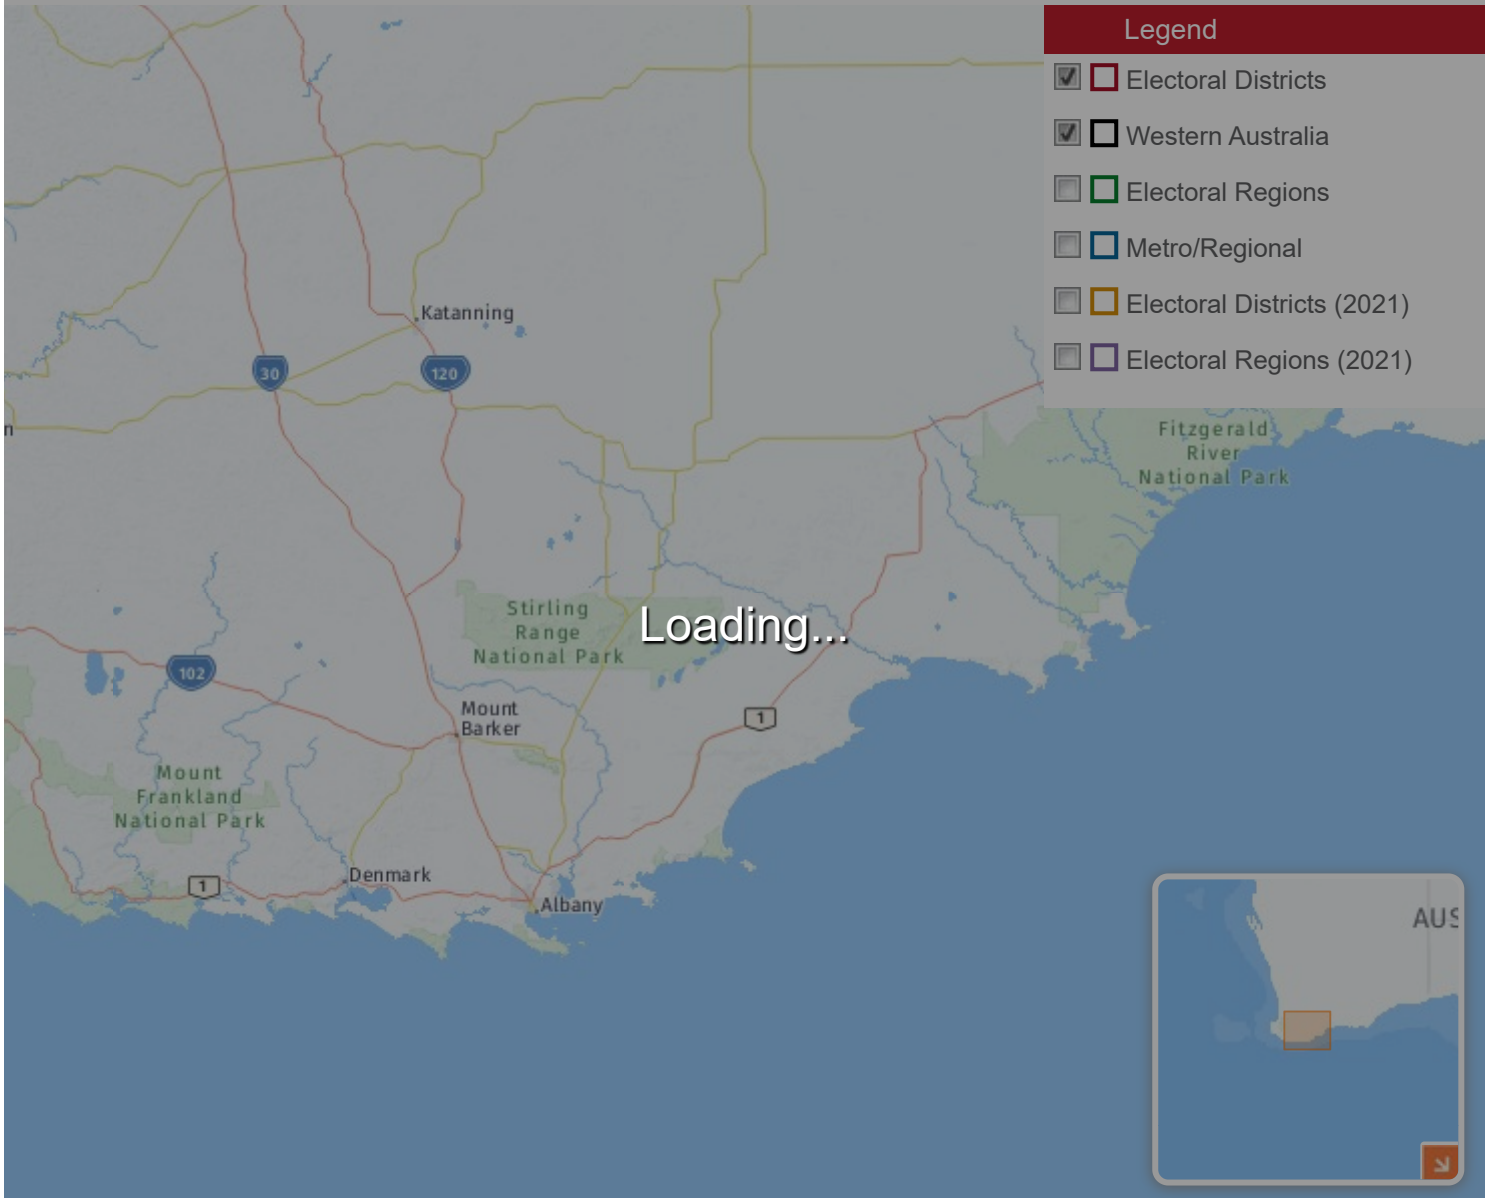 Legend
Electoral Districts
Western Australia
Electoral Regions
Metro/Regional
Electoral Districts (2021)
Electoral Regions (2021)
Katanning
30
120
n
Fitzgerald
River
National Park
Stirling
Range
National Park
Loading...
102
Mount
Barker
1
Mount
Frankland
National Park
1
Denmark
Albany
AUS